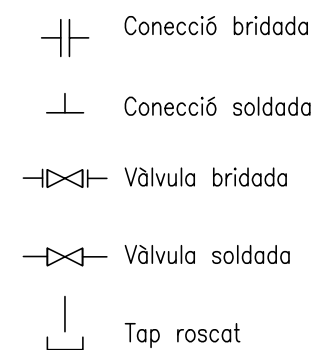 Conecció bridada
Conecció soldada
Vàlvula bridada
Vàlvula soldada
Tap roscat